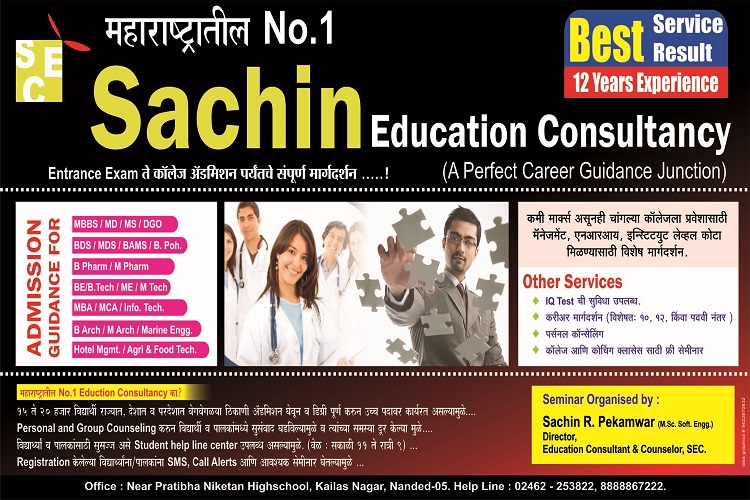 SEC
महाराष्ट्रातील No.1
Best Service Result
12 Years Experience
Sachin Education Consultancy
Entrance Exam ते कॉलेज ॲडमिशन पर्यंतचे संपूर्ण मार्गदर्शन .....!
(A Perfect Career Guidance Junction)
ADMISSION GUIDANCE FOR
MBBS / MD / MS / DGO
BDS / MDS / BAMS / B. Poh.
B Pharm / M Pharm
BE/B.Tech / ME / M Tech
MBA / MCA / Info. Tech.
B Arch / M Arch / Marine Engg.
Hotel Mgmt. / Agri & Food Tech.
कमी मार्क्स असूनही चांगल्या कॉलेजला प्रवेशासाठी
मॅनेजमेंट, एनआरआय, इन्स्टिटयुट लेव्हल कोटा
मिळण्यासाठी विशेष मार्गदर्शन.
Other Services
IQ Test ची सुविधा उपलब्ध.
करीअर मार्गदर्शन (विशेषतः १०, १२, किंवा पदवी नंतर )
पर्सनल कॉन्सेलिंग
कॉलेज आणि कोचिंग क्लासेस साठी फ्री सेमीनार
महाराष्ट्रातील No.1 Eduction Consultancy का?
१५ ते २० हजार विद्यार्थी राज्यात, देशात व परदेशात वेगवेगळ्या ठिकाणी ॲडमिशन घेवून व डिग्री पूर्ण करुन उच्च पदावर कार्यरत असल्यामुळे....
Personal and Group Counseling करुन विद्यार्थी व पालकांमध्ये सुसंवाद घडविल्यामुळे व त्यांच्या समस्या दूर केल्या मुळे....
विद्यार्थ्या व पालकांसाठी सुसज्ज असे Student help line center उपलब्ध असल्यामुळे. (वेळ : सकाळी ११ ते रात्री ९) ...
Registration केलेल्या विद्यार्थ्यांना/पालकांना SMS, Call Alerts आणि आवश्यक सेमीनार घेतल्यामुळे ...
Seminar Organised by :
Sachin R. Pekamwar (M.Sc. Soft. Engg.)
Director,
Education Consultant & Counselor, SEC.
Office : Near Pratibha Niketan Highschool, Kailas Nagar, Nanded-05. Help Line : 02462 - 253822, 8888867222.